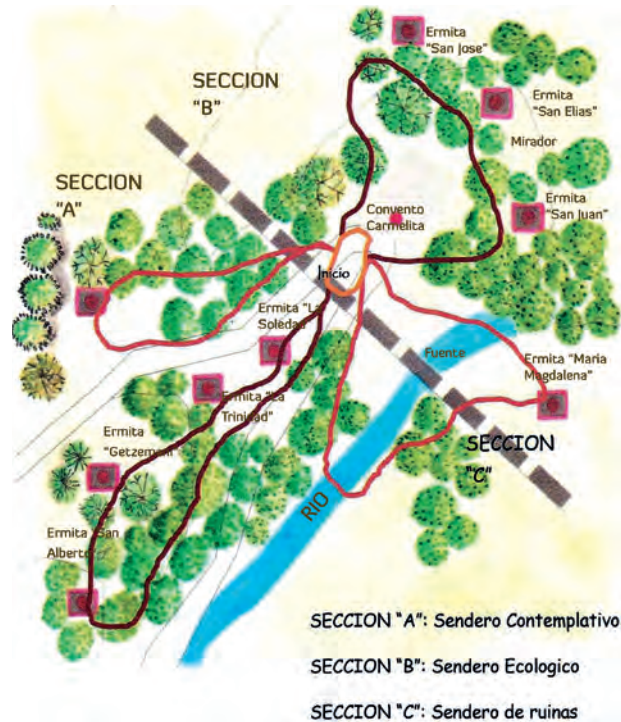 Ermita
"San Jose"
SECCION
"B"
Ermita
"San Elias"
Mirador
SECCION
"A"
Convento
Carmelita
Ermita
"San Juan"
Inicio
Ermita "La
Soledad"
Fuente
Ermita "Maria
Magdalena"
Ermita "La
Trinidad"
Ermita
"Getzemani
SECCION
"C"
RIO
Ermita "San
Alberto"
SECCION "A": Sendero Contemplativo
SECCION "B": Sendero Ecologico
SECCION "C": Sendero de ruinas